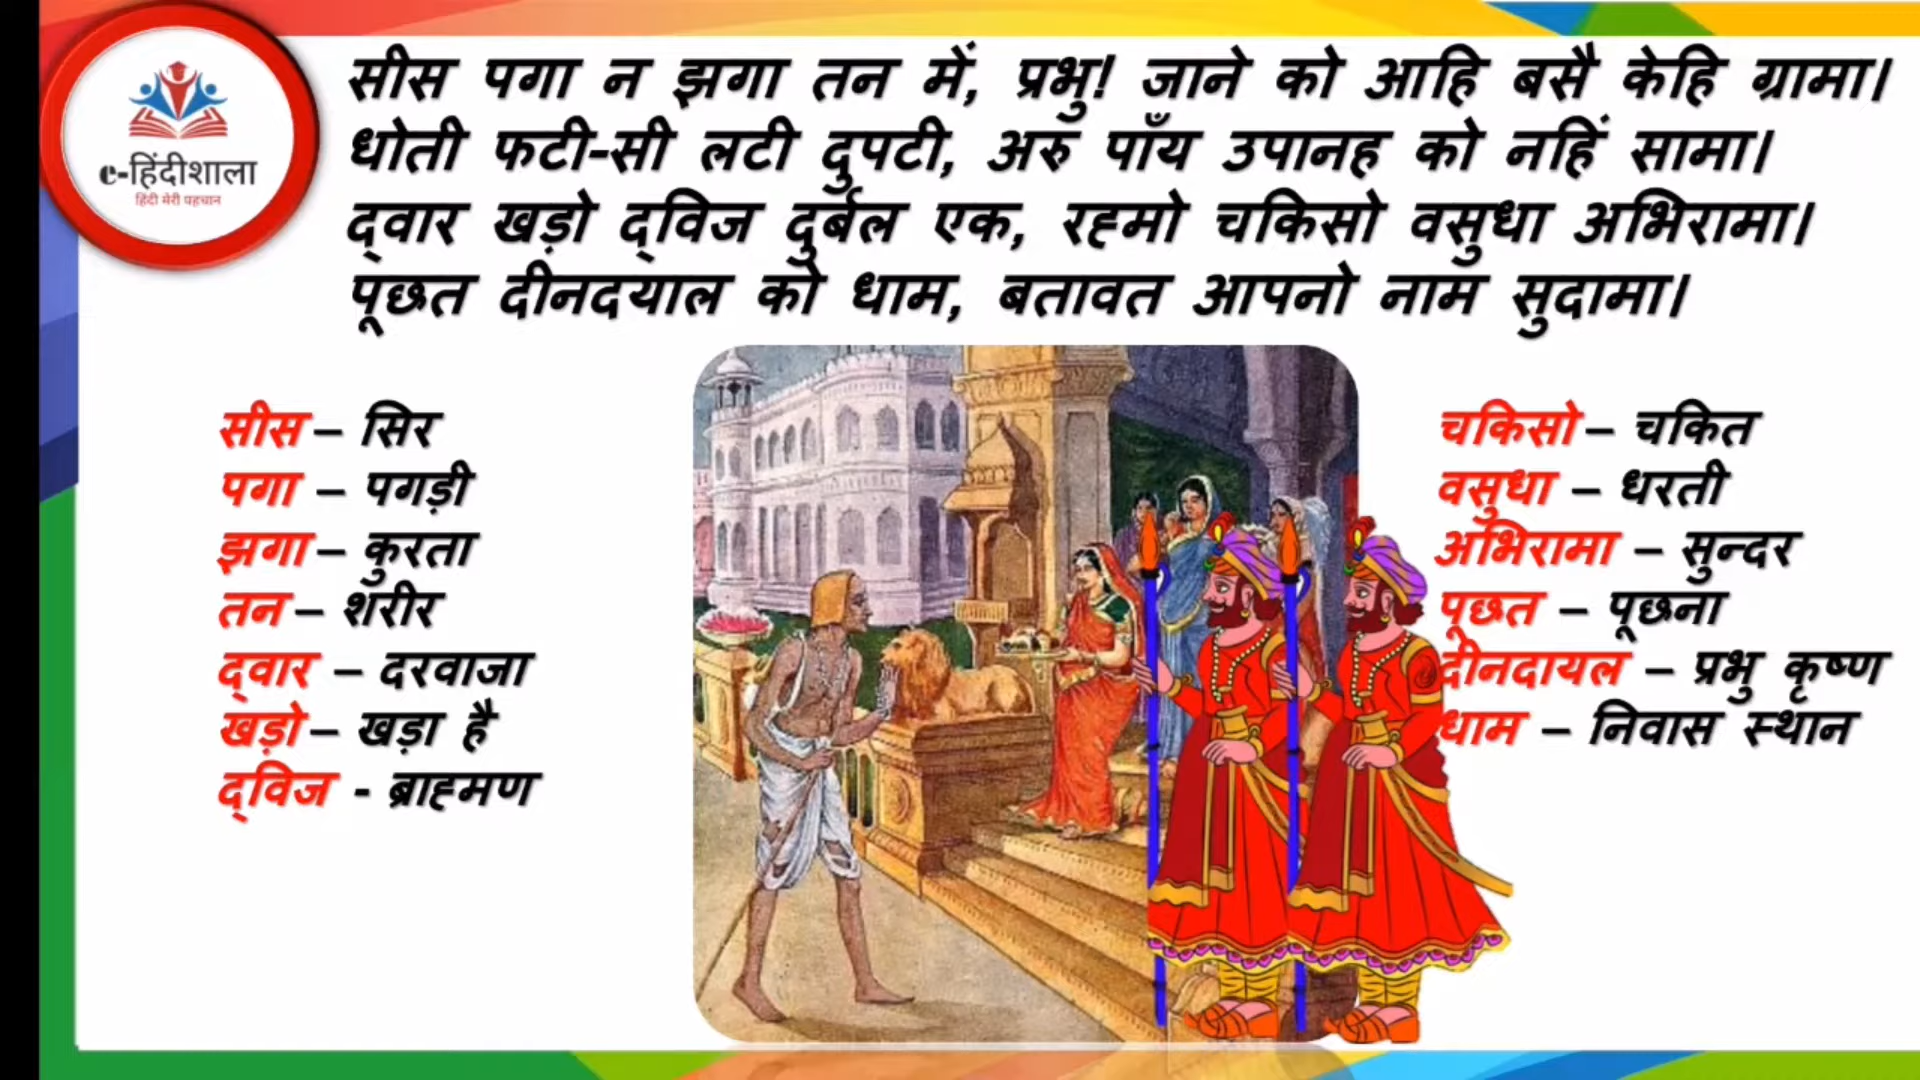 e-हिंदीशाला
हिंदी मेरी पहचान
सीस पगा न झगा तन में, प्रभु! जाने को आहि बसै केहि ग्रामा।
धोती फटी-सी लटी दुपटी, अरु पाँय उपानह को नहिं सामा।
द्वार खड़ो द्विज दुर्बल एक, रह्मो चकिसो वसुधा अभिरामा।
पूछत दीनदयाल को धाम, बतावत आपनो नाम सुदामा।
सीस – सिर
पगा – पगड़ी
झगा – कुरता
तन – शरीर
द्वार – दरवाजा
खड़ो – खड़ा है
द्विज - ब्राह्मण
चकिसो – चकित
वसुधा – धरती
अभिरामा – सुन्दर
पूछत – पूछना
दीनदायल – प्रभु कृष्ण
धाम – निवास स्थान